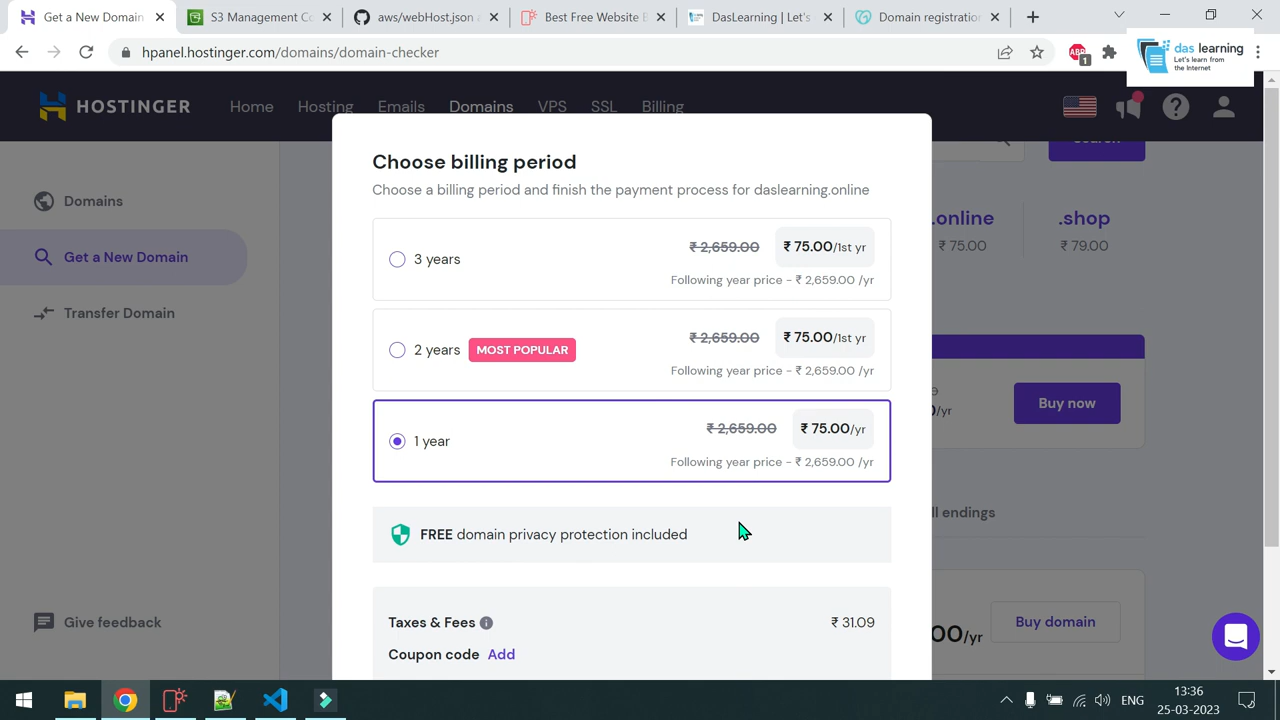 Get a New Domain
S3 Management Co
aws/webHost.json a
Best Free Website B
DasLearning | Let's
Domain registration
hpanel.hostinger.com/domains/domain-checker
ABP
1
das learning
Let's learn from
the Internet
HOSTINGER
Home
Hosting
Emails
Domains
VPS
SSL
Billing
Domains
Get a New Domain
Transfer Domain
Give feedback
Choose billing period
Choose a billing period and finish the payment process for daslearning.online
3 years
₹ 2,659.00
₹ 75.00/1st yr
Following year price - ₹ 2,659.00 /yr
2 years
MOST POPULAR
₹ 2,659.00
₹ 75.00/1st yr
Following year price - ₹ 2,659.00 /yr
1 year
₹ 2,659.00
₹ 75.00/yr
Following year price - ₹ 2,659.00 /yr
FREE domain privacy protection included
Taxes & Fees
₹ 31.09
Coupon code Add
.online
₹ 75.00
.shop
₹ 79.00
/yr
Buy now
ll endings
00/yr
Buy domain
ENG
13:36
25-03-2023